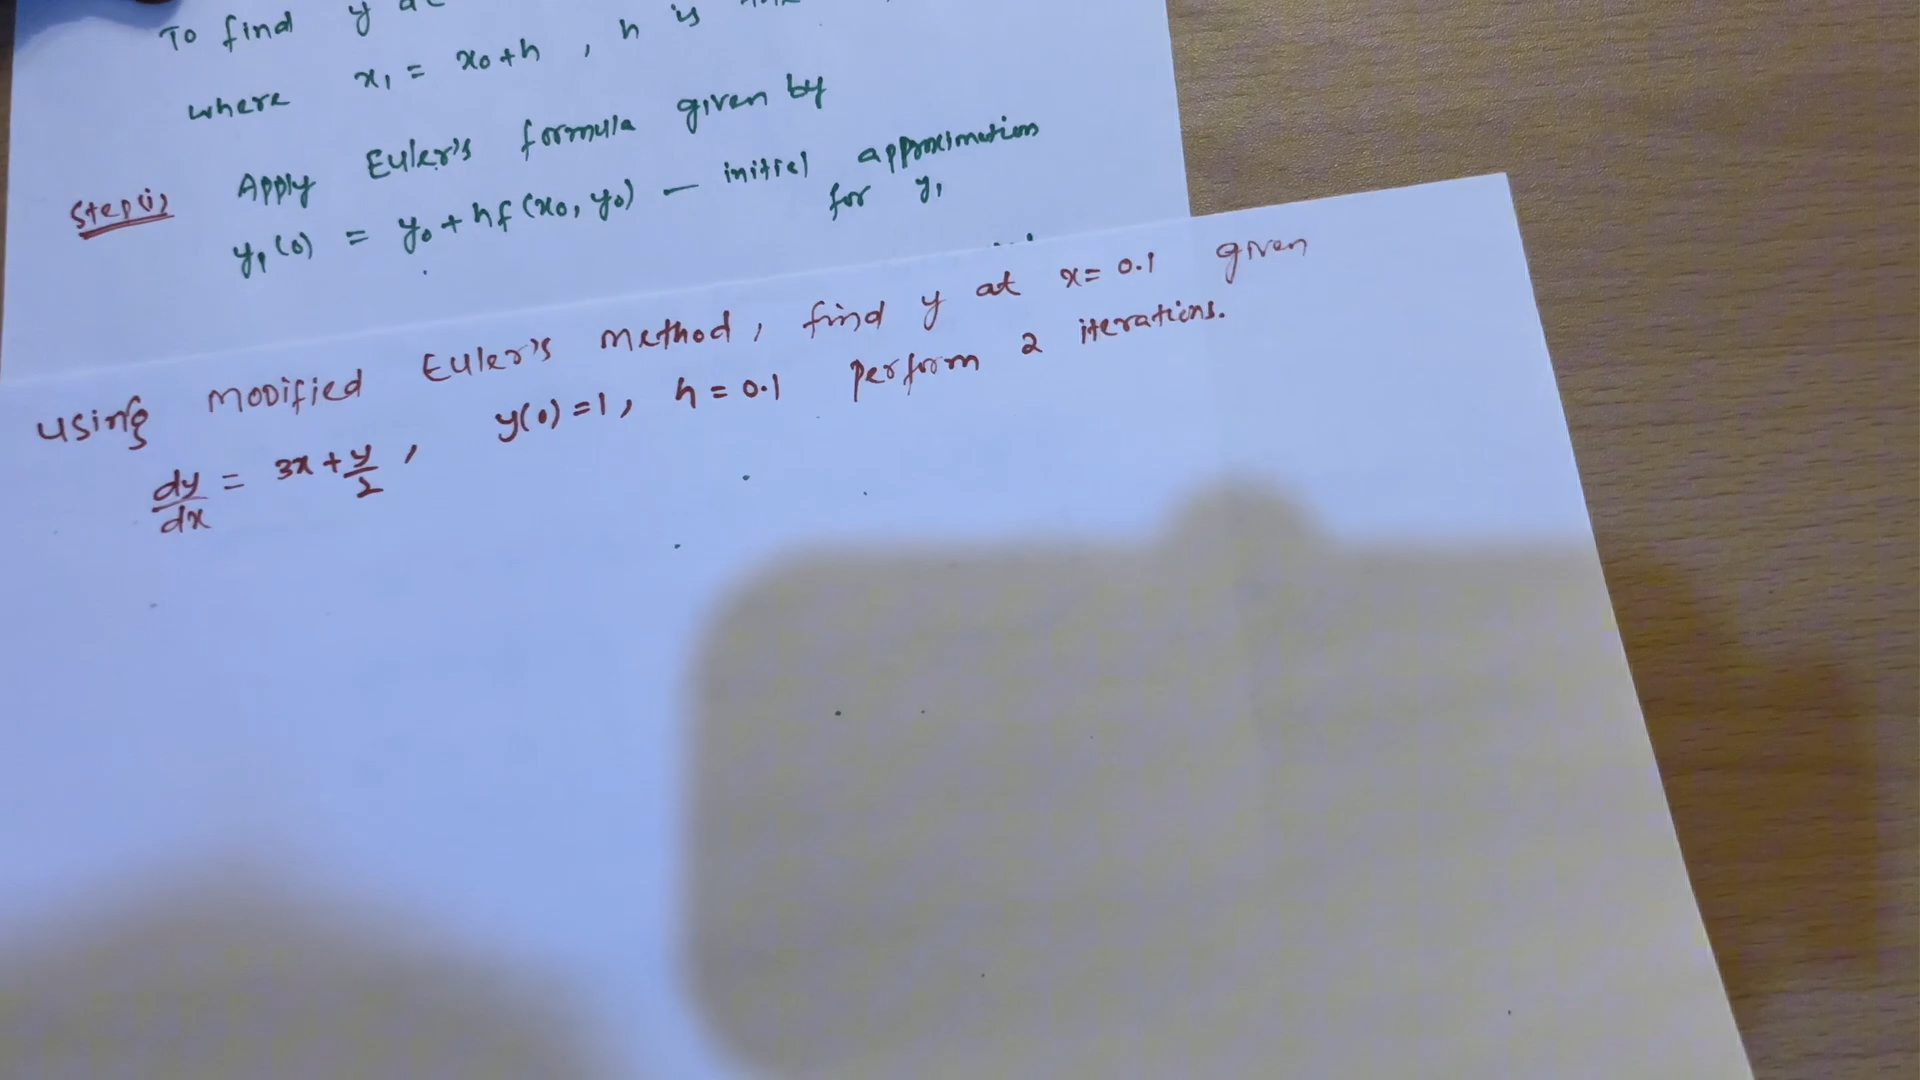 To find y
where x₁ = x₀+h, h is
Step(i) Apply Euler's formula given by
y₁(0) = y₀ + hf(x₀, y₀) — initial approximation
for y₁
Using Modified Euler's Method, find y at x= 0.1 given
dy/dx = 3x + y/2, y(0)=1, h=0.1 Perform 2 iterations.